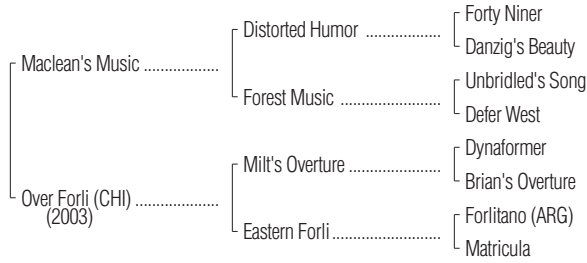 Forty Niner
Distorted Humor ..................
Danzig's Beauty
Maclean's Music ..................
Unbridled's Song
Forest Music ........................
Defer West
Dynaformer
Milt's Overture ......................
Brian's Overture
Over Forli (CHI) ....................
(2003)
Forlitano (ARG)
Eastern Forli..........................
Matricula